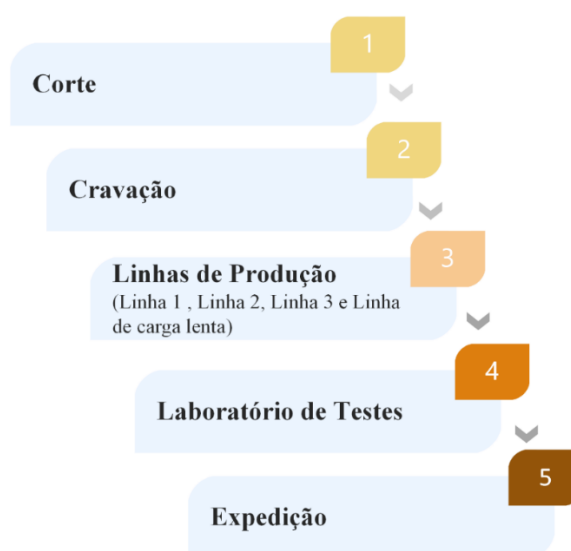 1
Corte
2
Cravação
3
Linhas de Produção
(Linha 1 , Linha 2, Linha 3 e Linha
de carga lenta)
4
Laboratório de Testes
5
Expedição